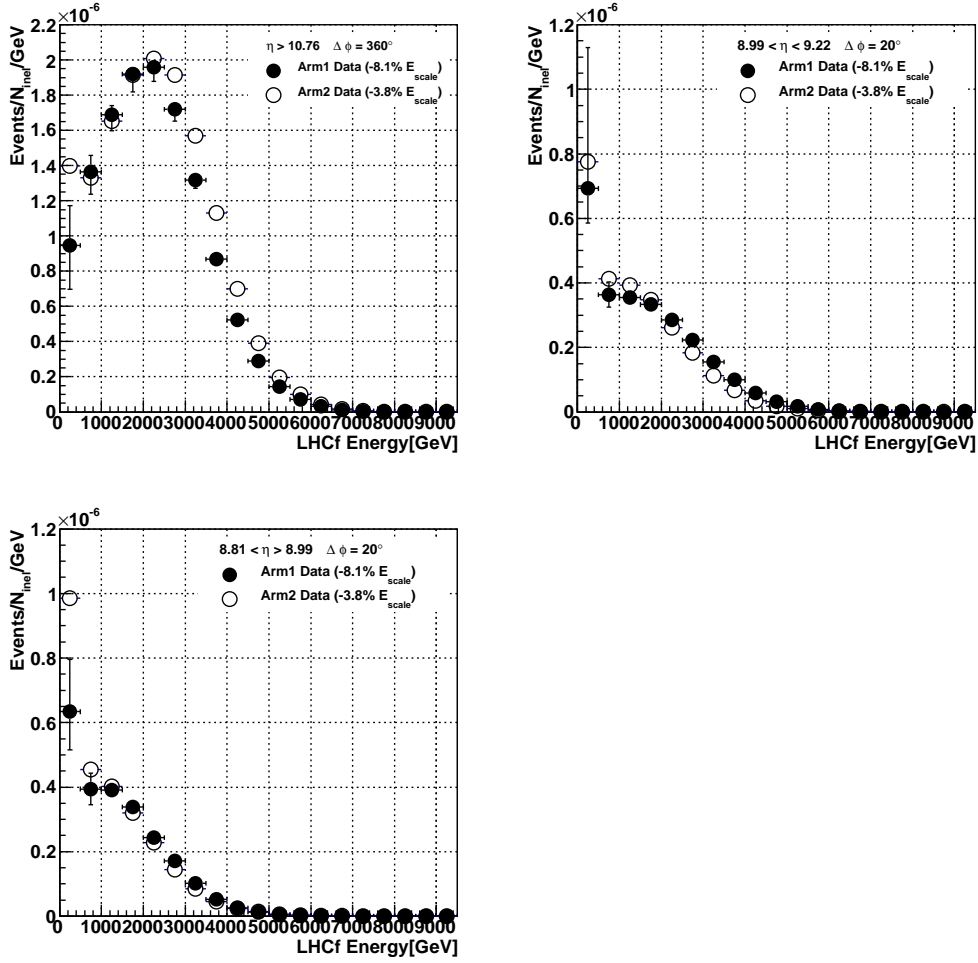 ×10⁻⁶
η > 10.76 Δ φ = 360°
Arm1 Data (-8.1% E_scale)
Arm2 Data (-3.8% E_scale)
Events/N_inel/GeV
2.2
2
1.8
1.6
1.4
1.2
1
0.8
0.6
0.4
0.2
0
0 1000 2000 3000 4000 5000 6000 7000 8000 9000
LHCf Energy[GeV]
×10⁻⁶
8.99 < η < 9.22 Δ φ = 20°
Arm1 Data (-8.1% E_scale)
Arm2 Data (-3.8% E_scale)
Events/N_inel/GeV
1.2
1
0.8
0.6
0.4
0.2
0
0 1000 2000 3000 4000 5000 6000 7000 8000 9000
LHCf Energy[GeV]
×10⁻⁶
8.81 < η > 8.99 Δ φ = 20°
Arm1 Data (-8.1% E_scale)
Arm2 Data (-3.8% E_scale)
Events/N_inel/GeV
1.2
1
0.8
0.6
0.4
0.2
0
0 1000 2000 3000 4000 5000 6000 7000 8000 9000
LHCf Energy[GeV]